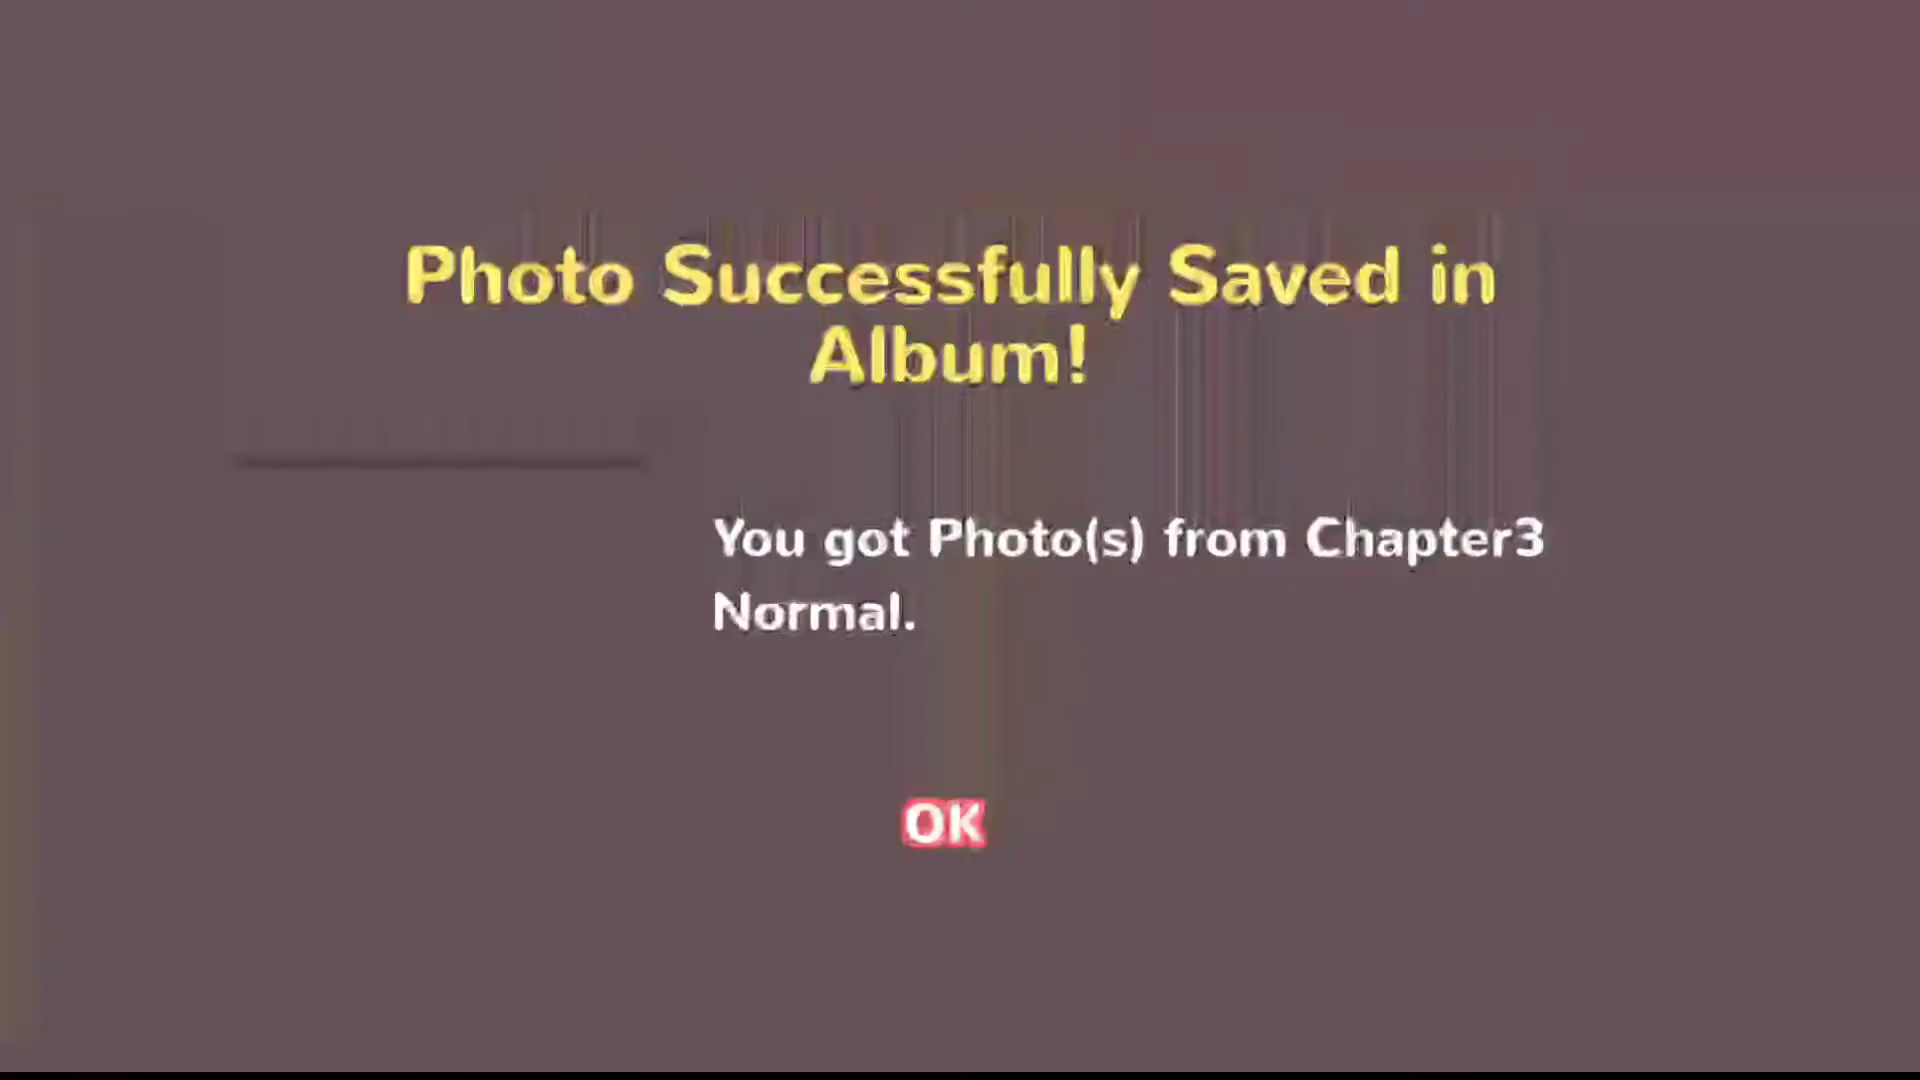 Photo Successfully Saved in
Album!
You got Photo(s) from Chapter3
Normal.
OK